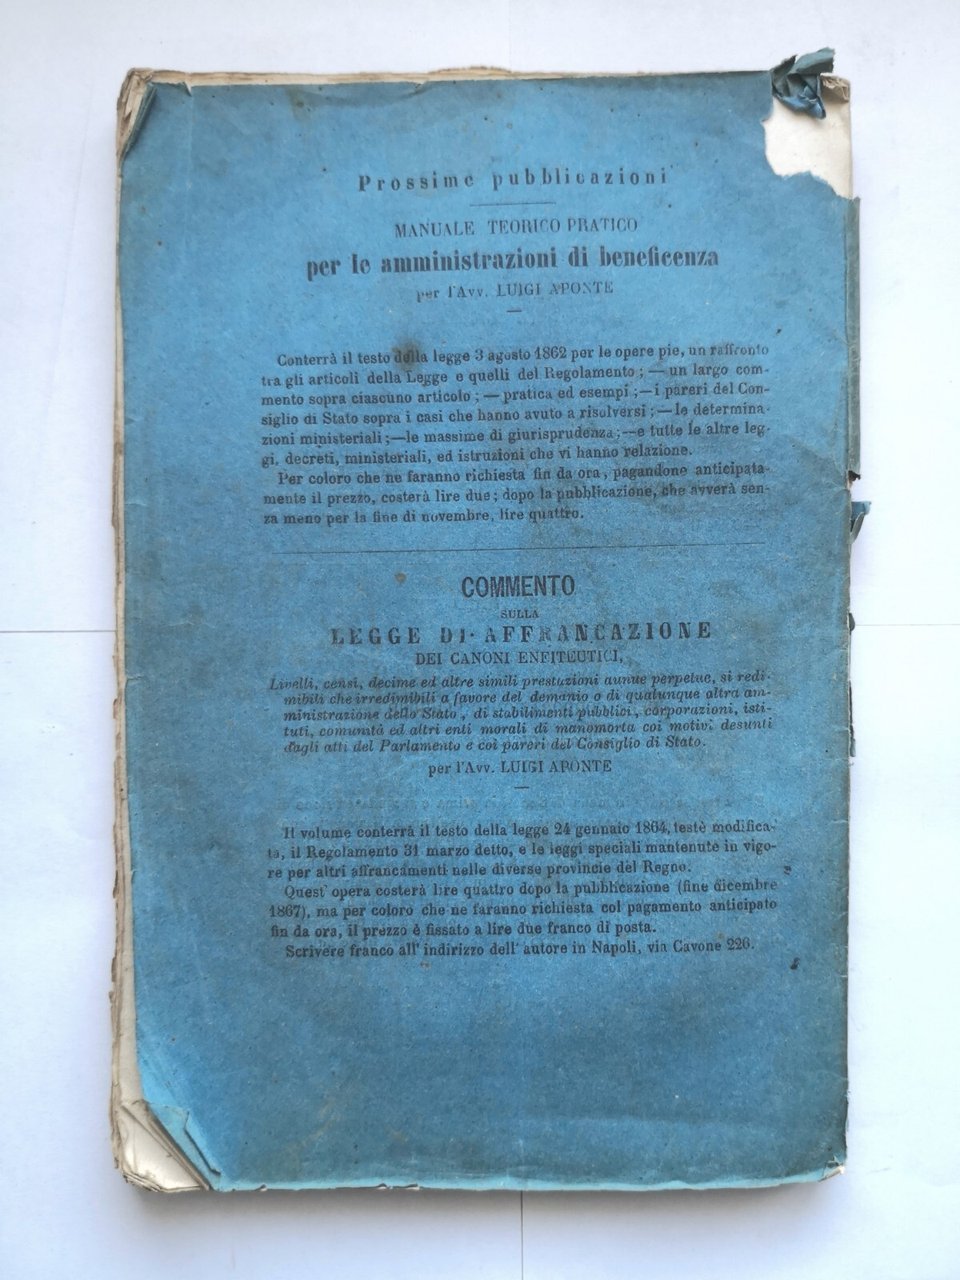 Prossime pubblicazioni
MANUALE TEORICO PRATICO
per le amministrazioni di beneficenza
per l'Avv. LUIGI APONTE
Conterrà il testo della legge 3 agosto 1862 per le opere pie, un raffronto
tra gli articoli della Legge e quelli del Regolamento; — un largo com-
mento sopra ciascuno articolo; — pratica ed esempi; — i pareri del Con-
siglio di Stato sopra i casi che hanno avuto a risolversi; — le determina-
zioni ministeriali; — le massime di giurisprudenza; — e tutte le altre leg-
gi, decreti, ministeriali, ed istruzioni che vi hanno relazione.
Per coloro che ne faranno richiesta fin da ora, pagandone anticipata-
mente il prezzo, costerà lire due; dopo la pubblicazione, che avverà sen-
za meno per la fine di novembre, lire quattro.
COMMENTO
SULLA
LEGGE DI AFFRANCAZIONE
DEI CANONI ENFITEUTICI,
Livelli, censi, decime ed altre simili prestazioni annue perpetue, si redi-
mibili che irredimibili a favore del demanio o di qualunque altra am-
ministrazione dello Stato, di stabilimenti pubblici, corporazioni, isti-
tuti, comunità ed altri enti morali di manomorta coi motivi desunti
dagli atti del Parlamento e coi pareri del Consiglio di Stato.
per l'Avv. LUIGI APONTE
Il volume conterrà il testo della legge 24 gennaio 1864, testè modifica-
ta, il Regolamento 31 marzo detto, e le leggi speciali mantenute in vigo-
re per altri affrancamenti nelle diverse provincie del Regno.
Quest' opera costerà lire quattro dopo la pubblicazione (fine dicembre
1867), ma per coloro che ne faranno richiesta col pagamento anticipato
fin da ora, il prezzo è fissato a lire due franco di posta.
Scrivere franco all' indirizzo dell' autore in Napoli, via Cavone 226.